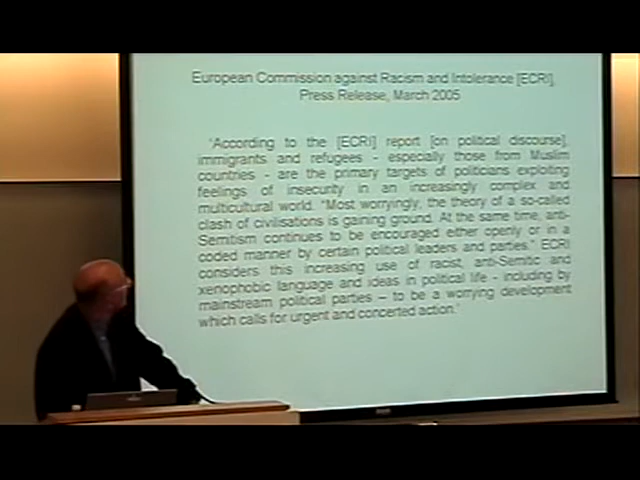 European Commission against Racism and Intolerance [ECRI],
Press Release, March 2005
"According to the [ECRI] report [on political discourse],
immigrants and refugees - especially those from Muslim
countries - are the primary targets of politicians exploiting
feelings of insecurity in an increasingly complex and
multicultural world. "Most worryingly, the theory of a so-called
clash of civilisations is gaining ground. At the same time, anti-
Semitism continues to be encouraged either openly or in a
coded manner by certain political leaders and parties." ECRI
considers this increasing use of racist, anti-Semitic and
xenophobic language and ideas in political life - including by
mainstream political parties – to be a worrying development
which calls for urgent and concerted action.'